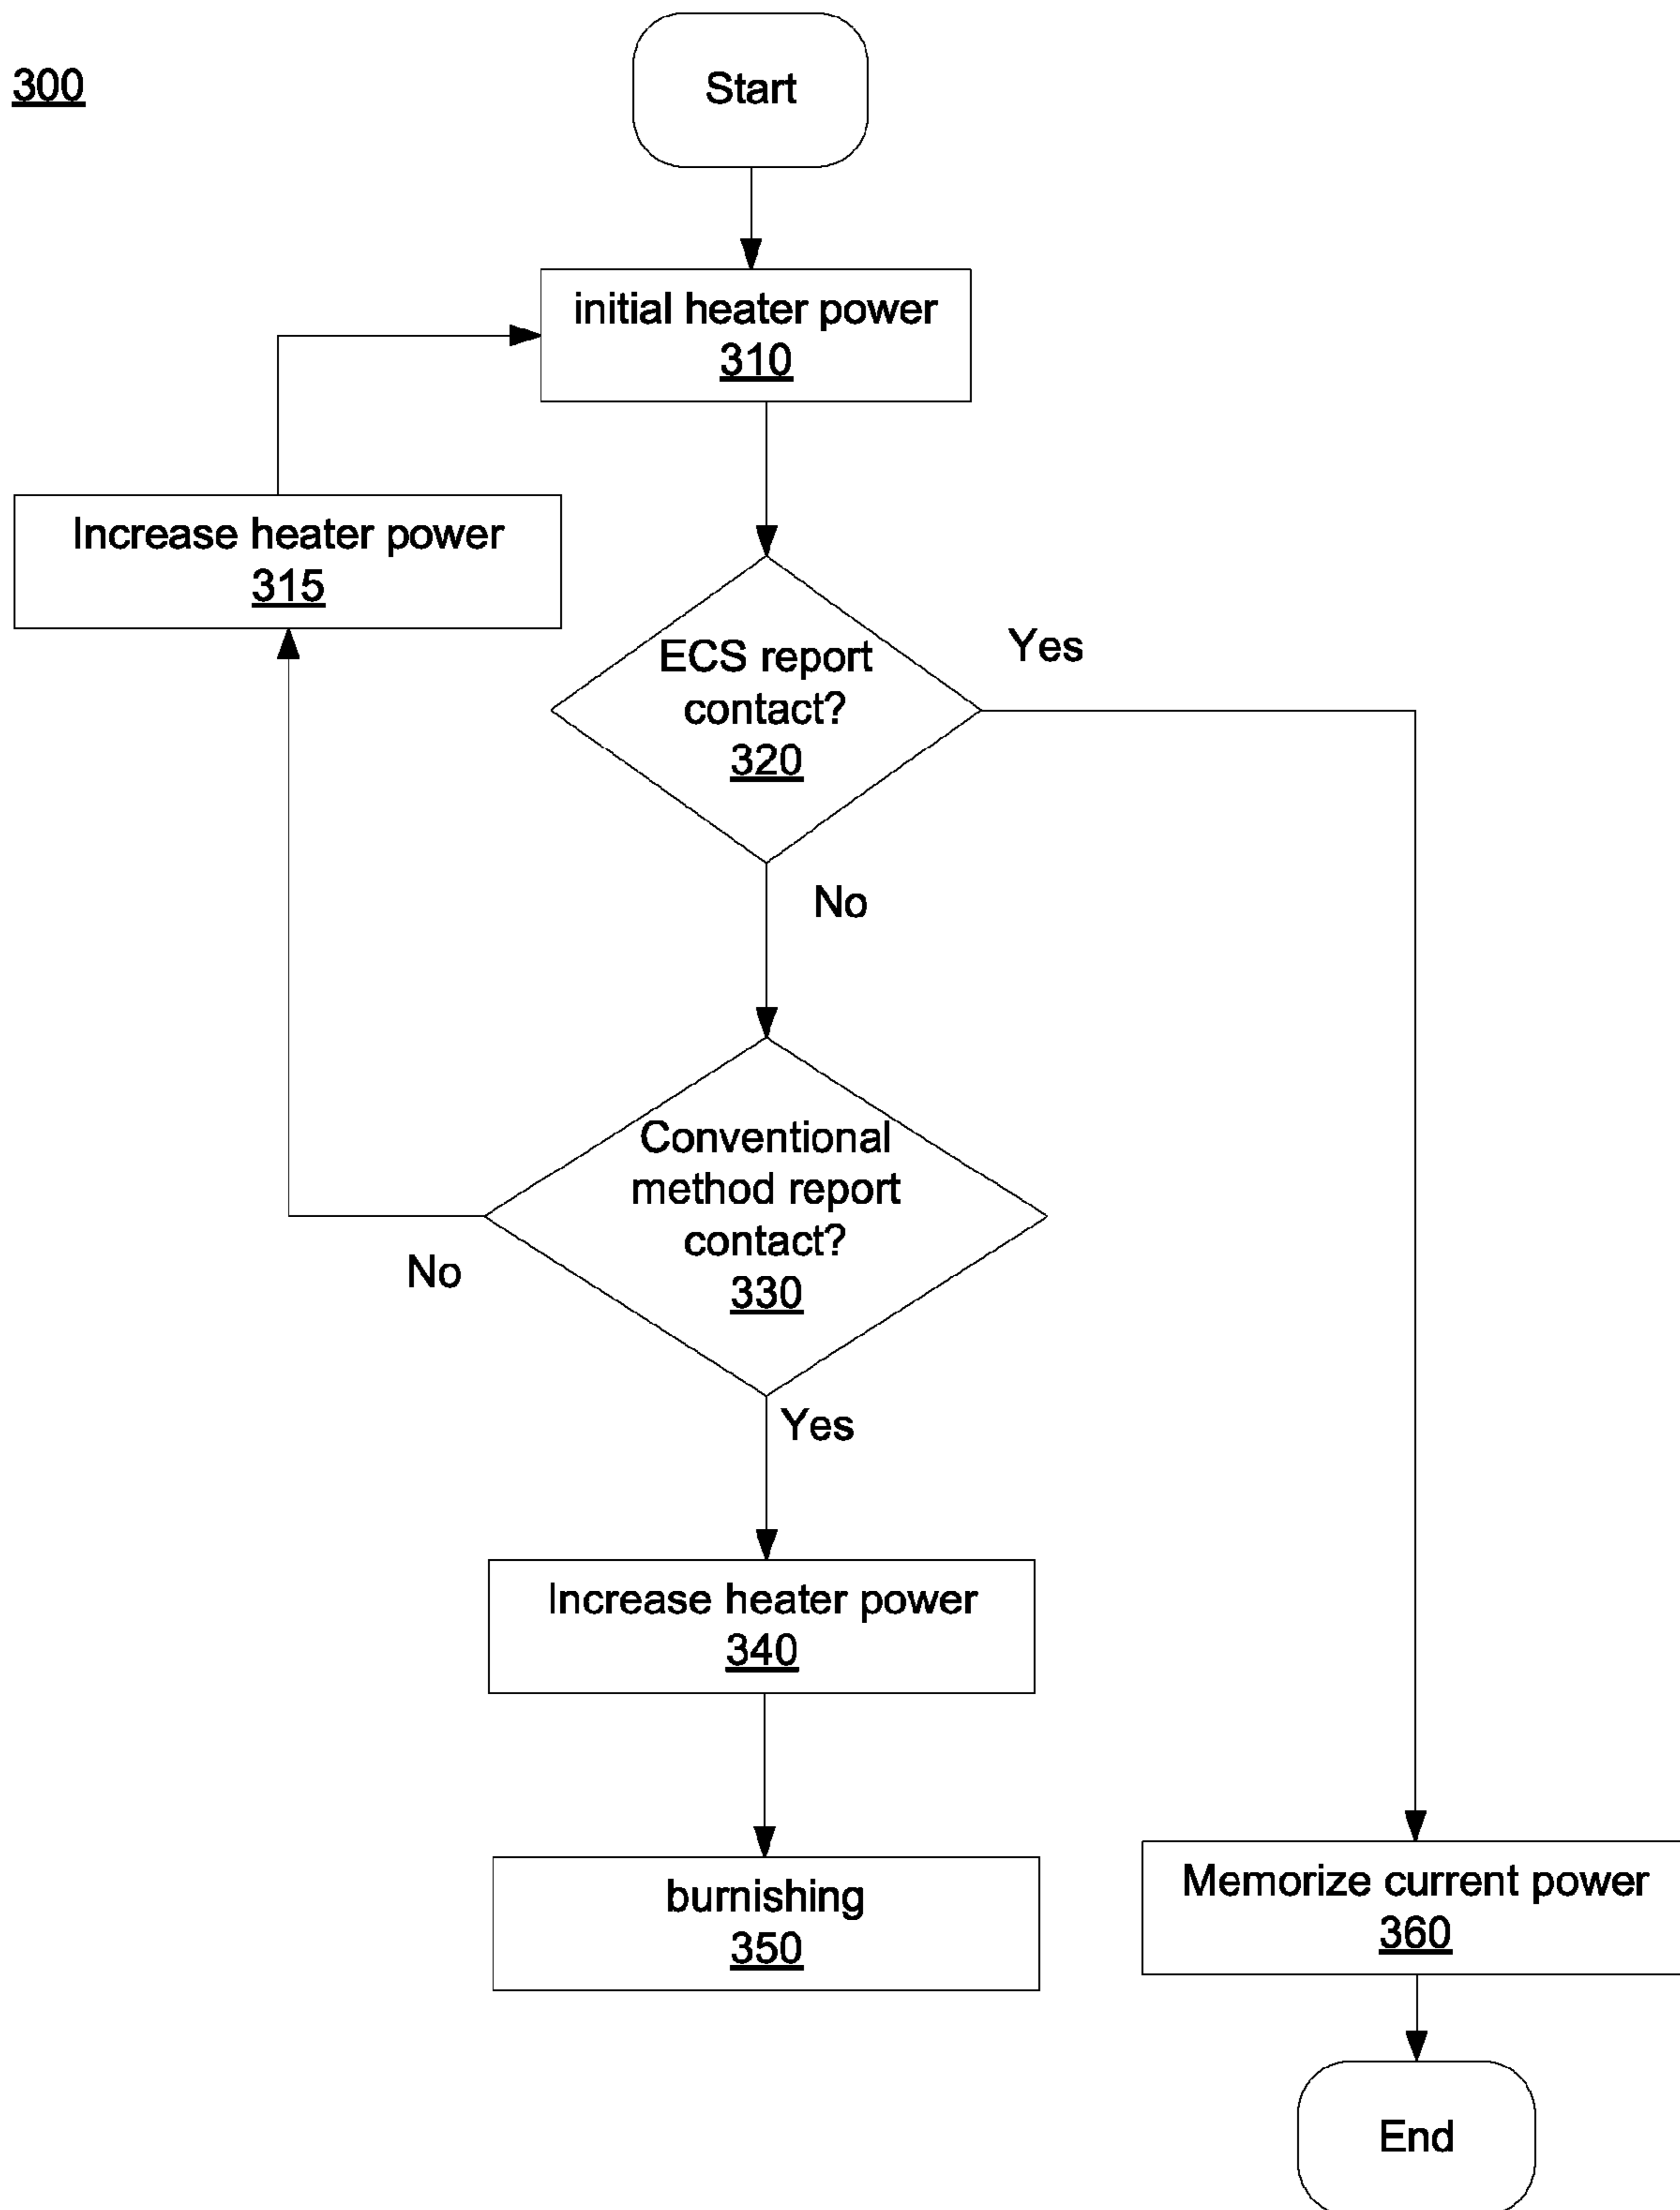 300
Start
initial heater power
310
Increase heater power
315
ECS report
contact?
320
Yes
No
Conventional
method report
contact?
330
No
Yes
Increase heater power
340
burnishing
350
Memorize current power
360
End